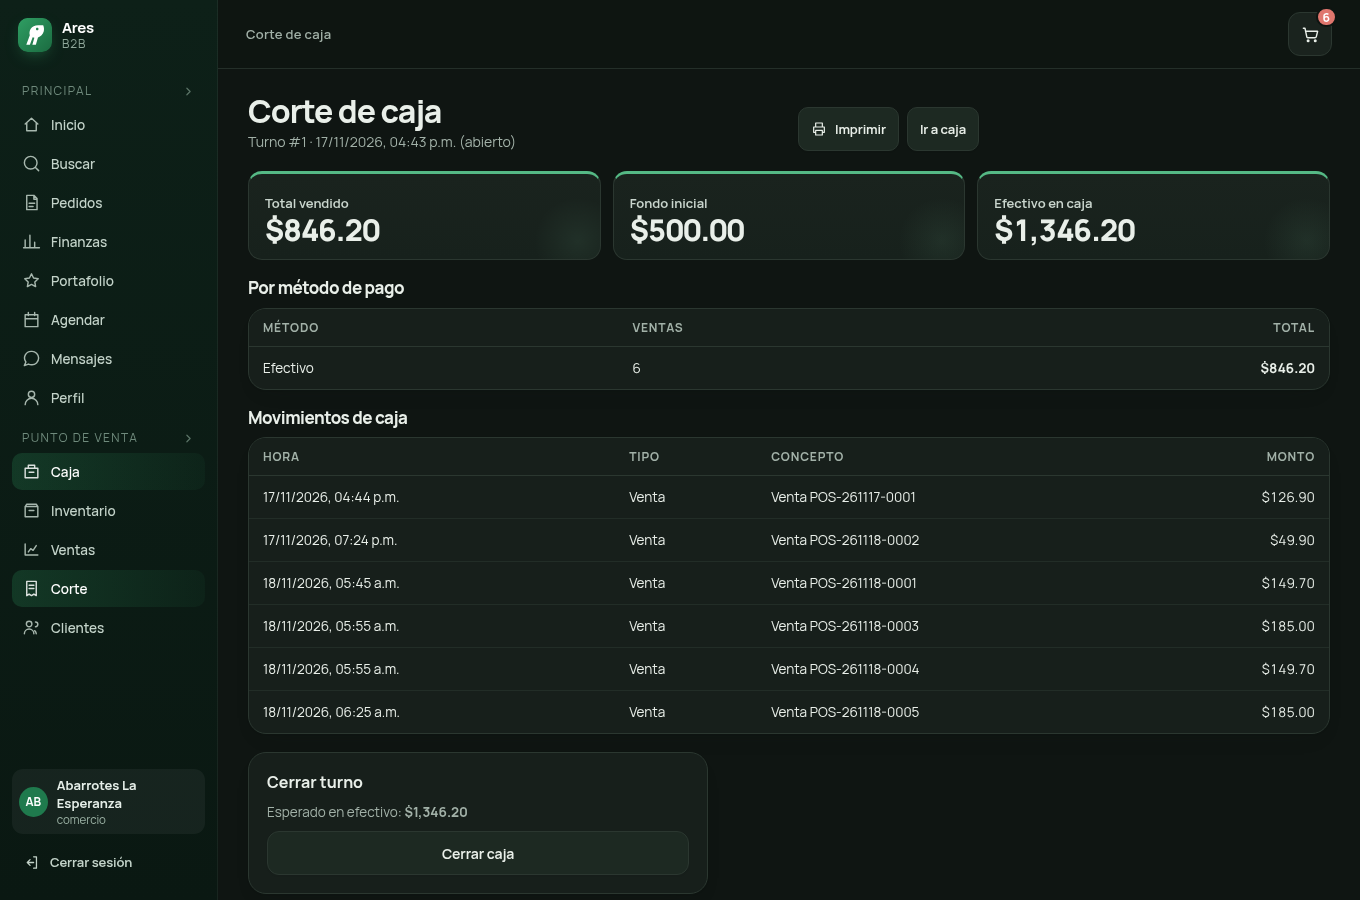 Ares
B2B
PRINCIPAL
Inicio
Buscar
Pedidos
Finanzas
Portafolio
Agendar
Mensajes
Perfil
PUNTO DE VENTA
Caja
Inventario
Ventas
Corte
Clientes
AB
Abarrotes La
Esperanza
comercio
Cerrar sesión
Corte de caja
6
Corte de caja
Turno #1 · 17/11/2026, 04:43 p.m. (abierto)
Imprimir
Ir a caja
Total vendido
$846.20
Fondo inicial
$500.00
Efectivo en caja
$1,346.20
Por método de pago
MÉTODO VENTAS TOTAL
Efectivo 6 $846.20
Movimientos de caja
HORA TIPO CONCEPTO MONTO
17/11/2026, 04:44 p.m. Venta Venta POS-261117-0001 $126.90
17/11/2026, 07:24 p.m. Venta Venta POS-261118-0002 $49.90
18/11/2026, 05:45 a.m. Venta Venta POS-261118-0001 $149.70
18/11/2026, 05:55 a.m. Venta Venta POS-261118-0003 $185.00
18/11/2026, 05:55 a.m. Venta Venta POS-261118-0004 $149.70
18/11/2026, 06:25 a.m. Venta Venta POS-261118-0005 $185.00
Cerrar turno
Esperado en efectivo: $1,346.20
Cerrar caja